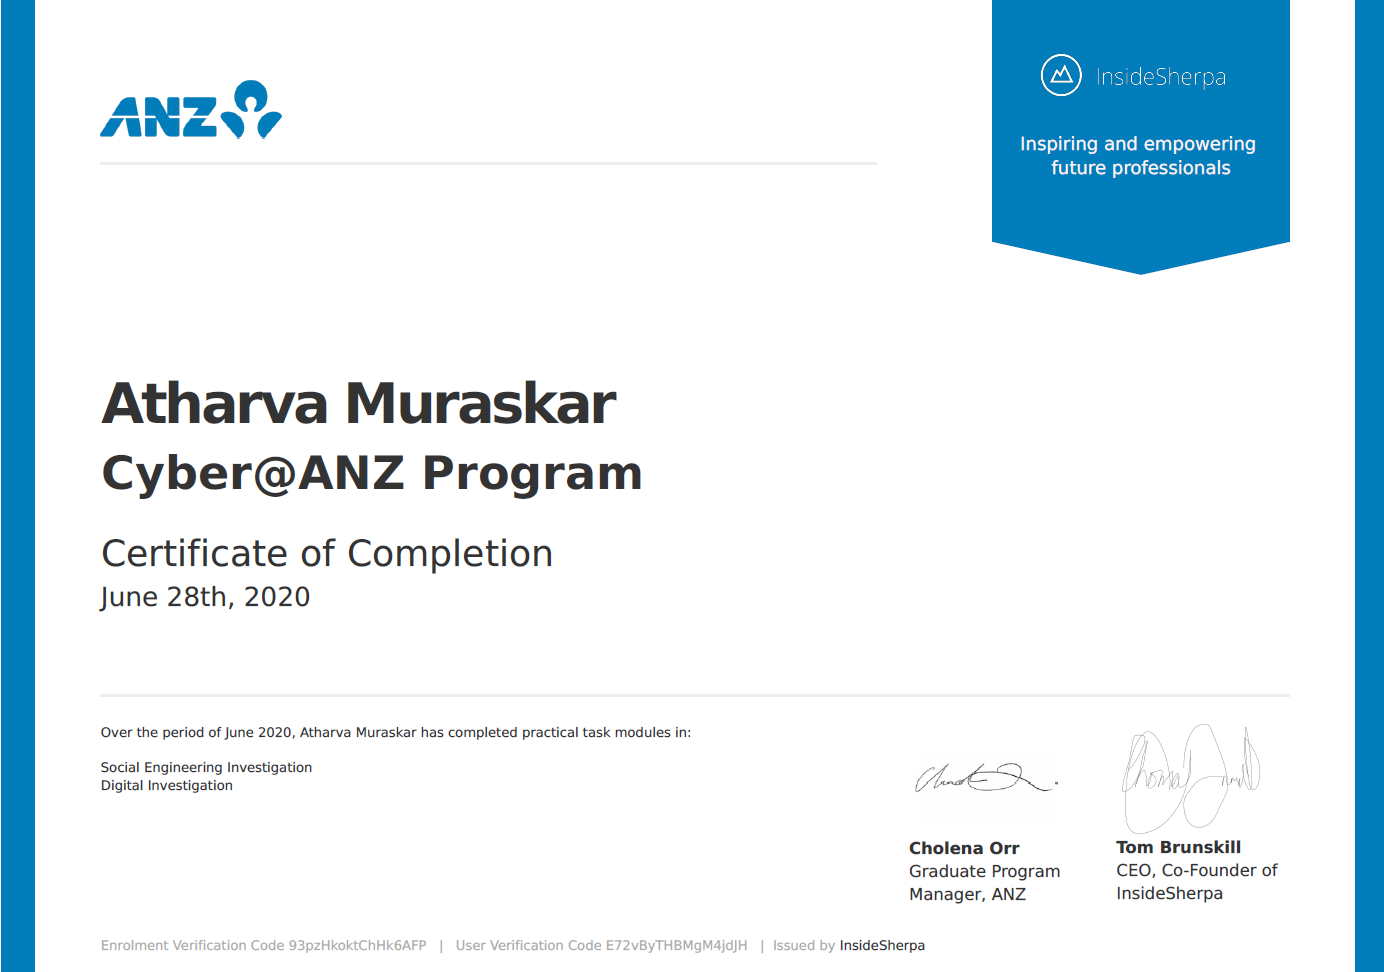 ANZ
InsideSherpa
Inspiring and empowering
future professionals
Atharva Muraskar
Cyber@ANZ Program
Certificate of Completion
June 28th, 2020
Over the period of June 2020, Atharva Muraskar has completed practical task modules in:
Social Engineering Investigation
Digital Investigation
Cholena Orr
Graduate Program
Manager, ANZ
Tom Brunskill
CEO, Co-Founder of
InsideSherpa
Enrolment Verification Code 93pzHkoktChHk6AFP | User Verification Code E72vByTHBMgM4jdJH | Issued by InsideSherpa